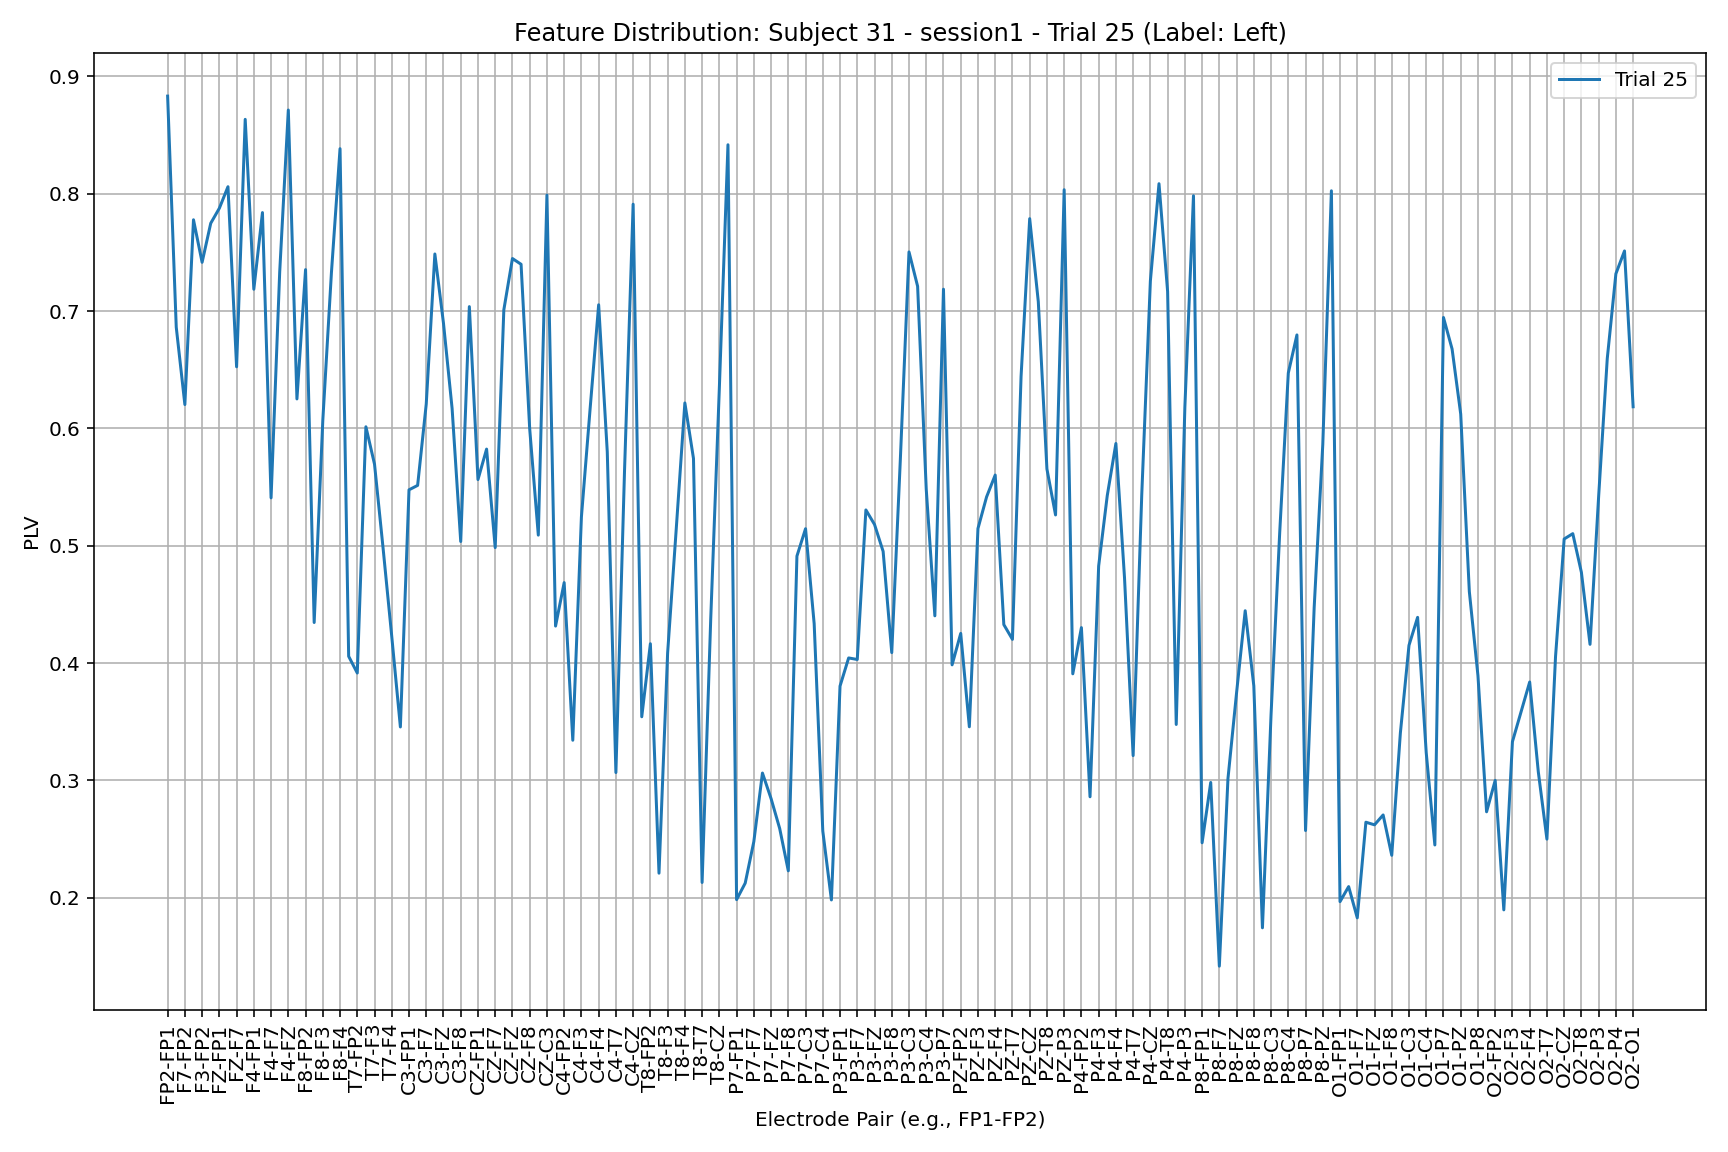 Feature Distribution: Subject 31 - session1 - Trial 25 (Label: Left)
Trial 25
PLV
0.9
0.8
0.7
0.6
0.5
0.4
0.3
0.2
FP2-FP1
F7-FP2
F3-FP2
FZ-FP1
FZ-F7
F4-FP1
F4-F7
F4-FZ
F8-FP2
F8-F3
F8-F4
T7-FP2
T7-F3
T7-F4
C3-FP1
C3-F7
C3-FZ
C3-F8
CZ-FP1
CZ-F7
CZ-FZ
CZ-F8
CZ-C3
C4-FP2
C4-F3
C4-F4
C4-T7
C4-CZ
T8-FP2
T8-F3
T8-F4
T8-T7
T8-CZ
P7-FP1
P7-F7
P7-FZ
P7-F8
P7-C3
P7-C4
P3-FP1
P3-F7
P3-FZ
P3-F8
P3-C3
P3-C4
P3-P7
PZ-FP2
PZ-F3
PZ-F4
PZ-T7
PZ-CZ
PZ-T8
PZ-P3
P4-FP2
P4-F3
P4-F4
P4-T7
P4-CZ
P4-T8
P4-P3
P8-FP1
P8-F7
P8-FZ
P8-F8
P8-C3
P8-C4
P8-P7
P8-PZ
O1-FP1
O1-F7
O1-FZ
O1-F8
O1-C3
O1-C4
O1-P7
O1-PZ
O1-P8
O2-FP2
O2-F3
O2-F4
O2-T7
O2-CZ
O2-T8
O2-P3
O2-P4
O2-O1
Electrode Pair (e.g., FP1-FP2)